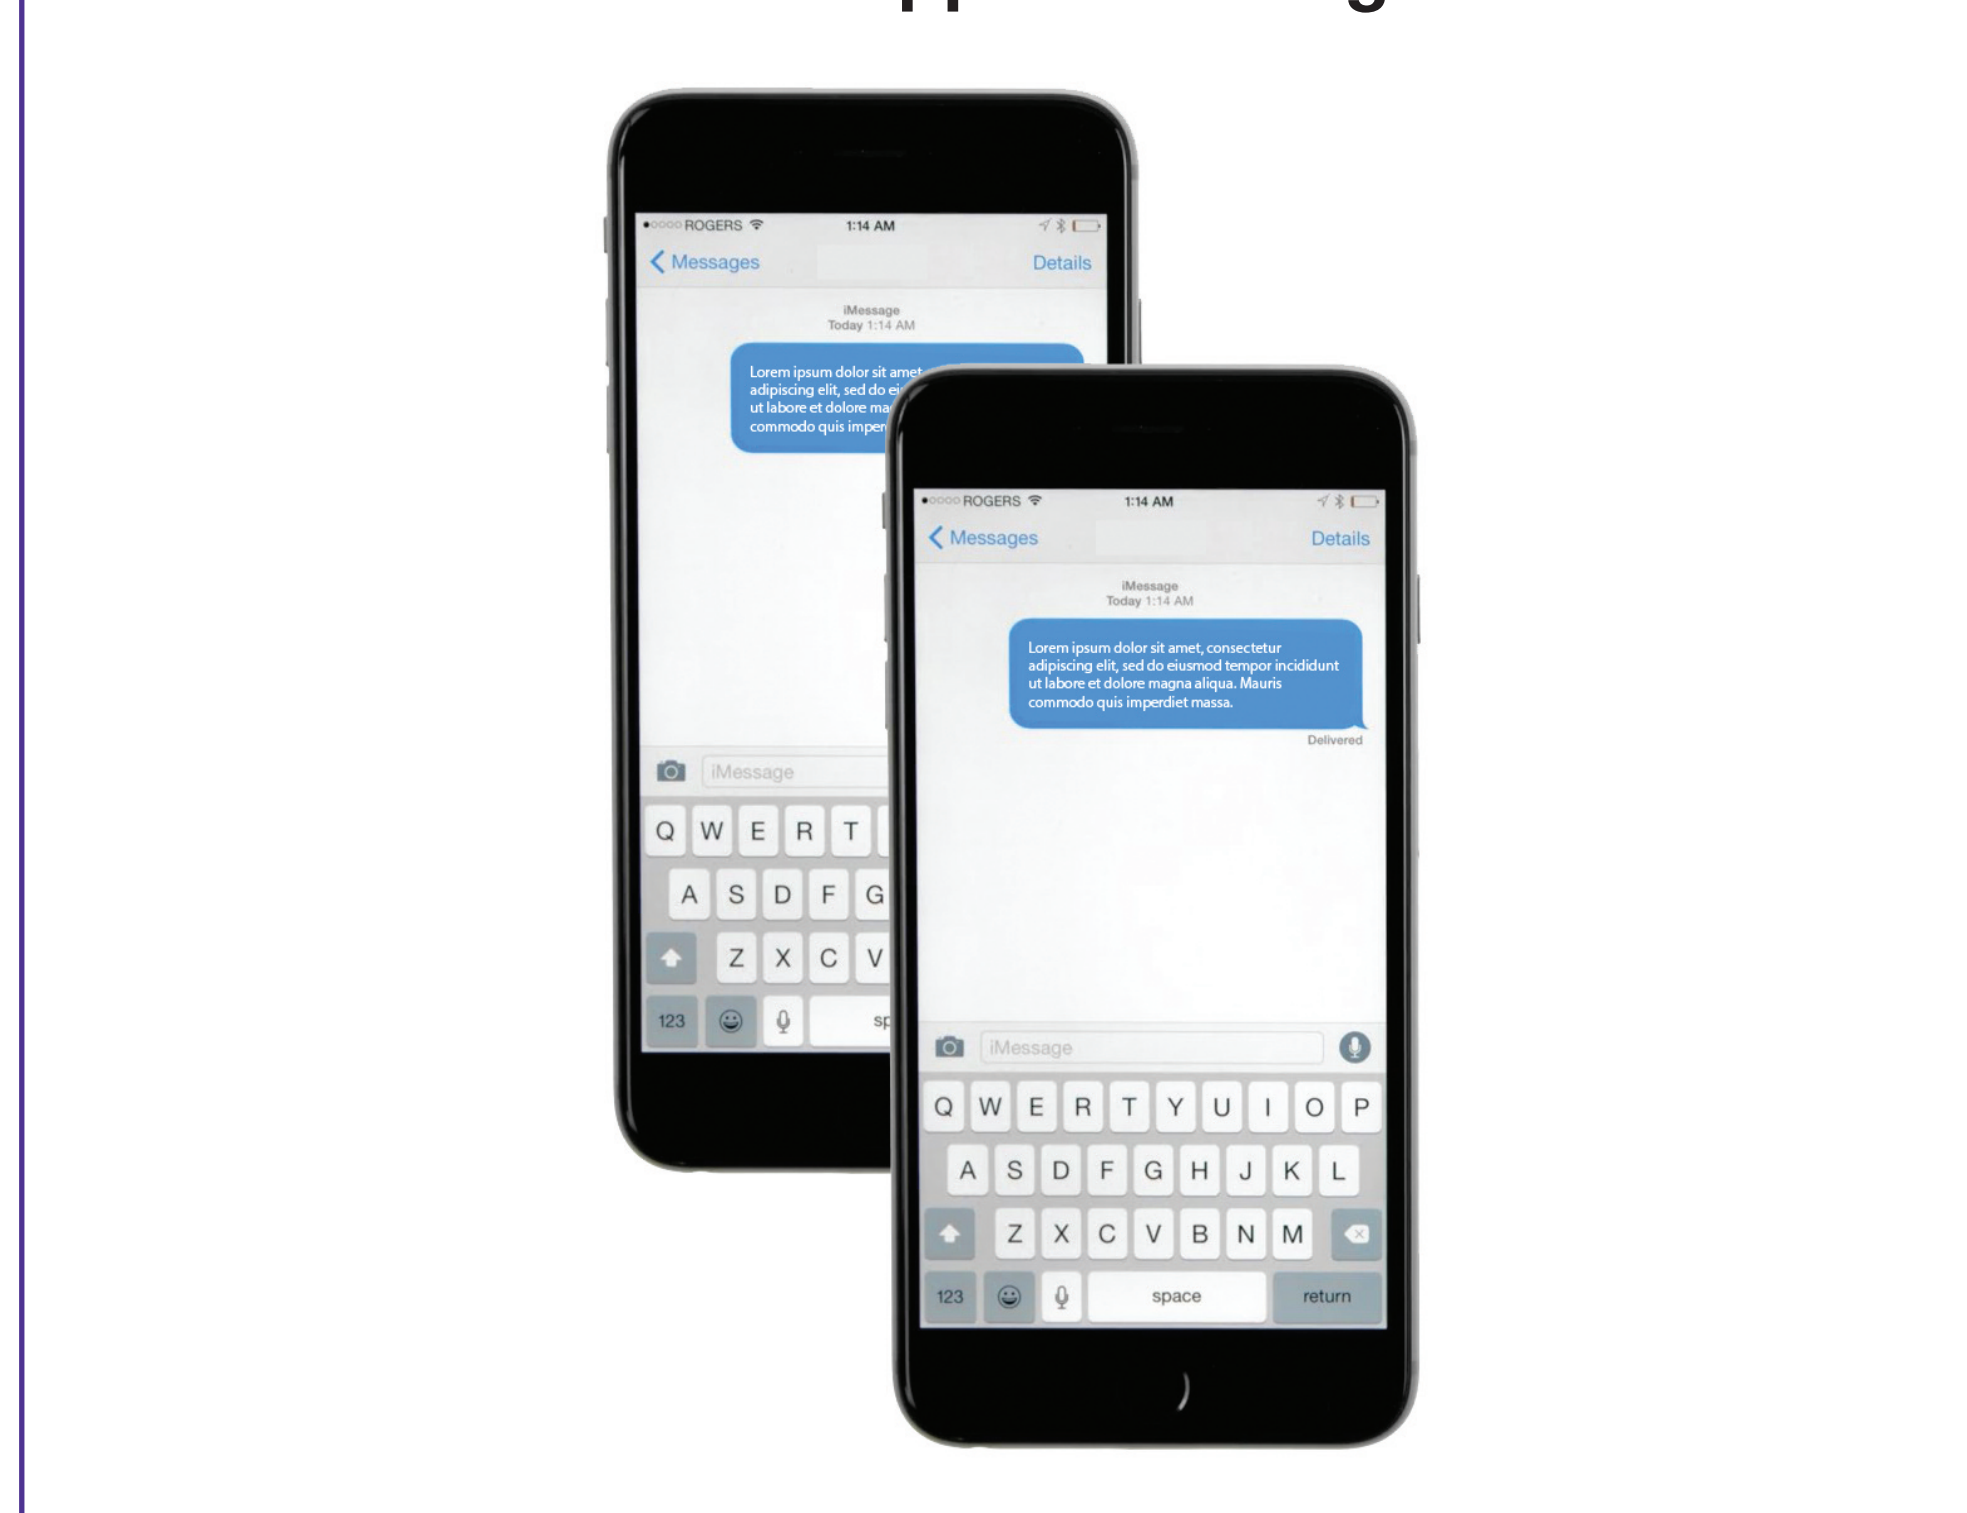 ROGERS 1:14 AM
Messages Details
iMessage
Today 1:14 AM
Lorem ipsum dolor sit amet
adipiscing elit, sed do
ut labore et dolore
commodo quis
iMessage
Q W E R T
A S D F G
Z X C V
123
ROGERS 1:14 AM
Messages Details
iMessage
Today 1:14 AM
Lorem ipsum dolor sit amet, consectetur
adipiscing elit, sed do eiusmod tempor incididunt
ut labore et dolore magna aliqua. Mauris
commodo quis imperdiet massa.
Delivered
iMessage
Q W E R T Y U I O P
A S D F G H J K L
Z X C V B N M
123 space return